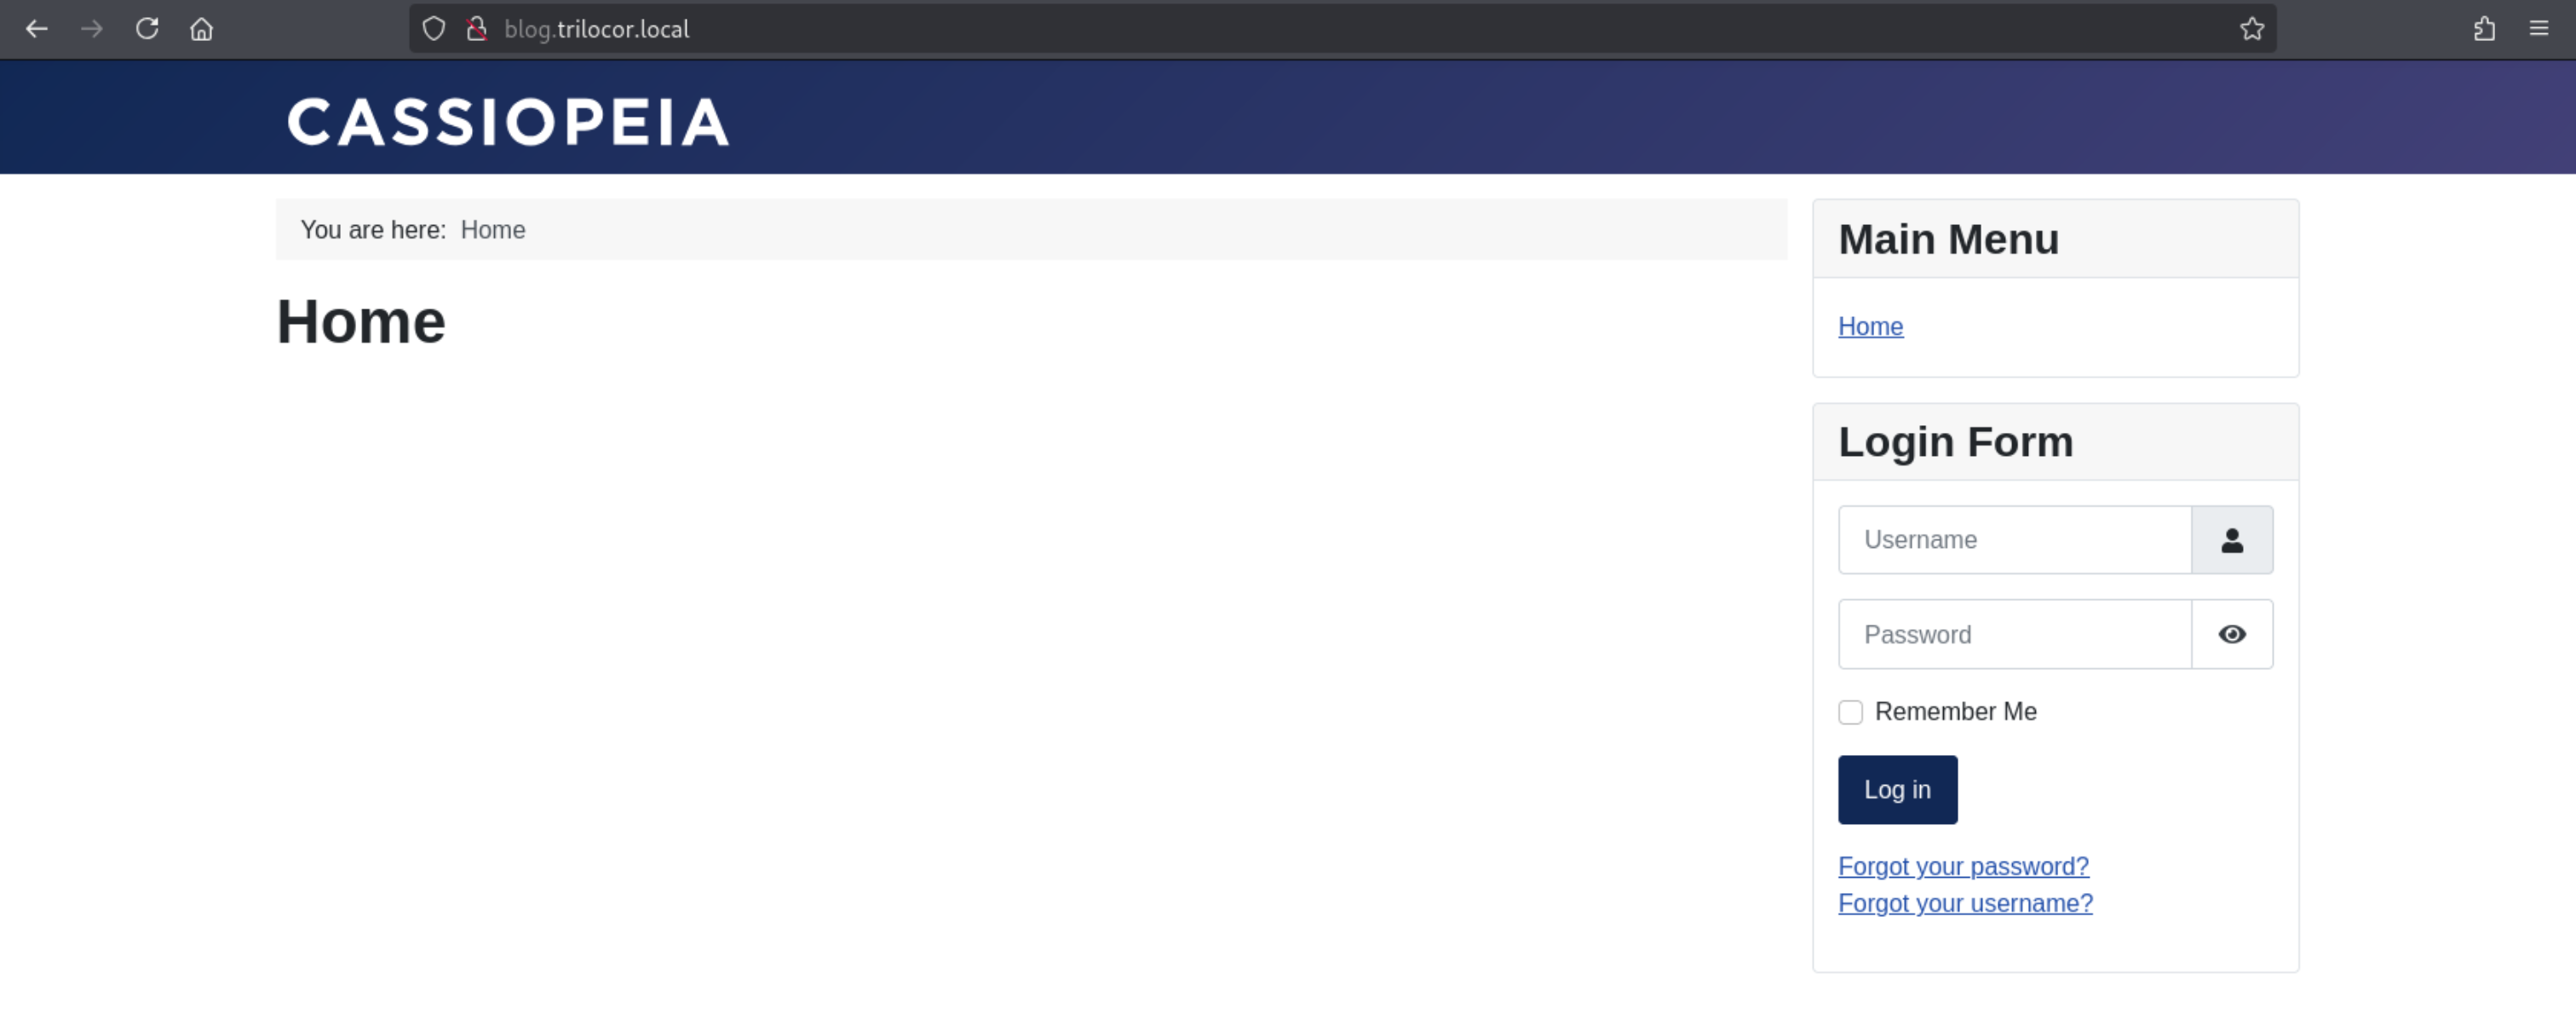 blog.trilocor.local
CASSIOPEIA
You are here: Home
Home
Main Menu
Home
Login Form
Username
Password
Remember Me
Log in
Forgot your password?
Forgot your username?